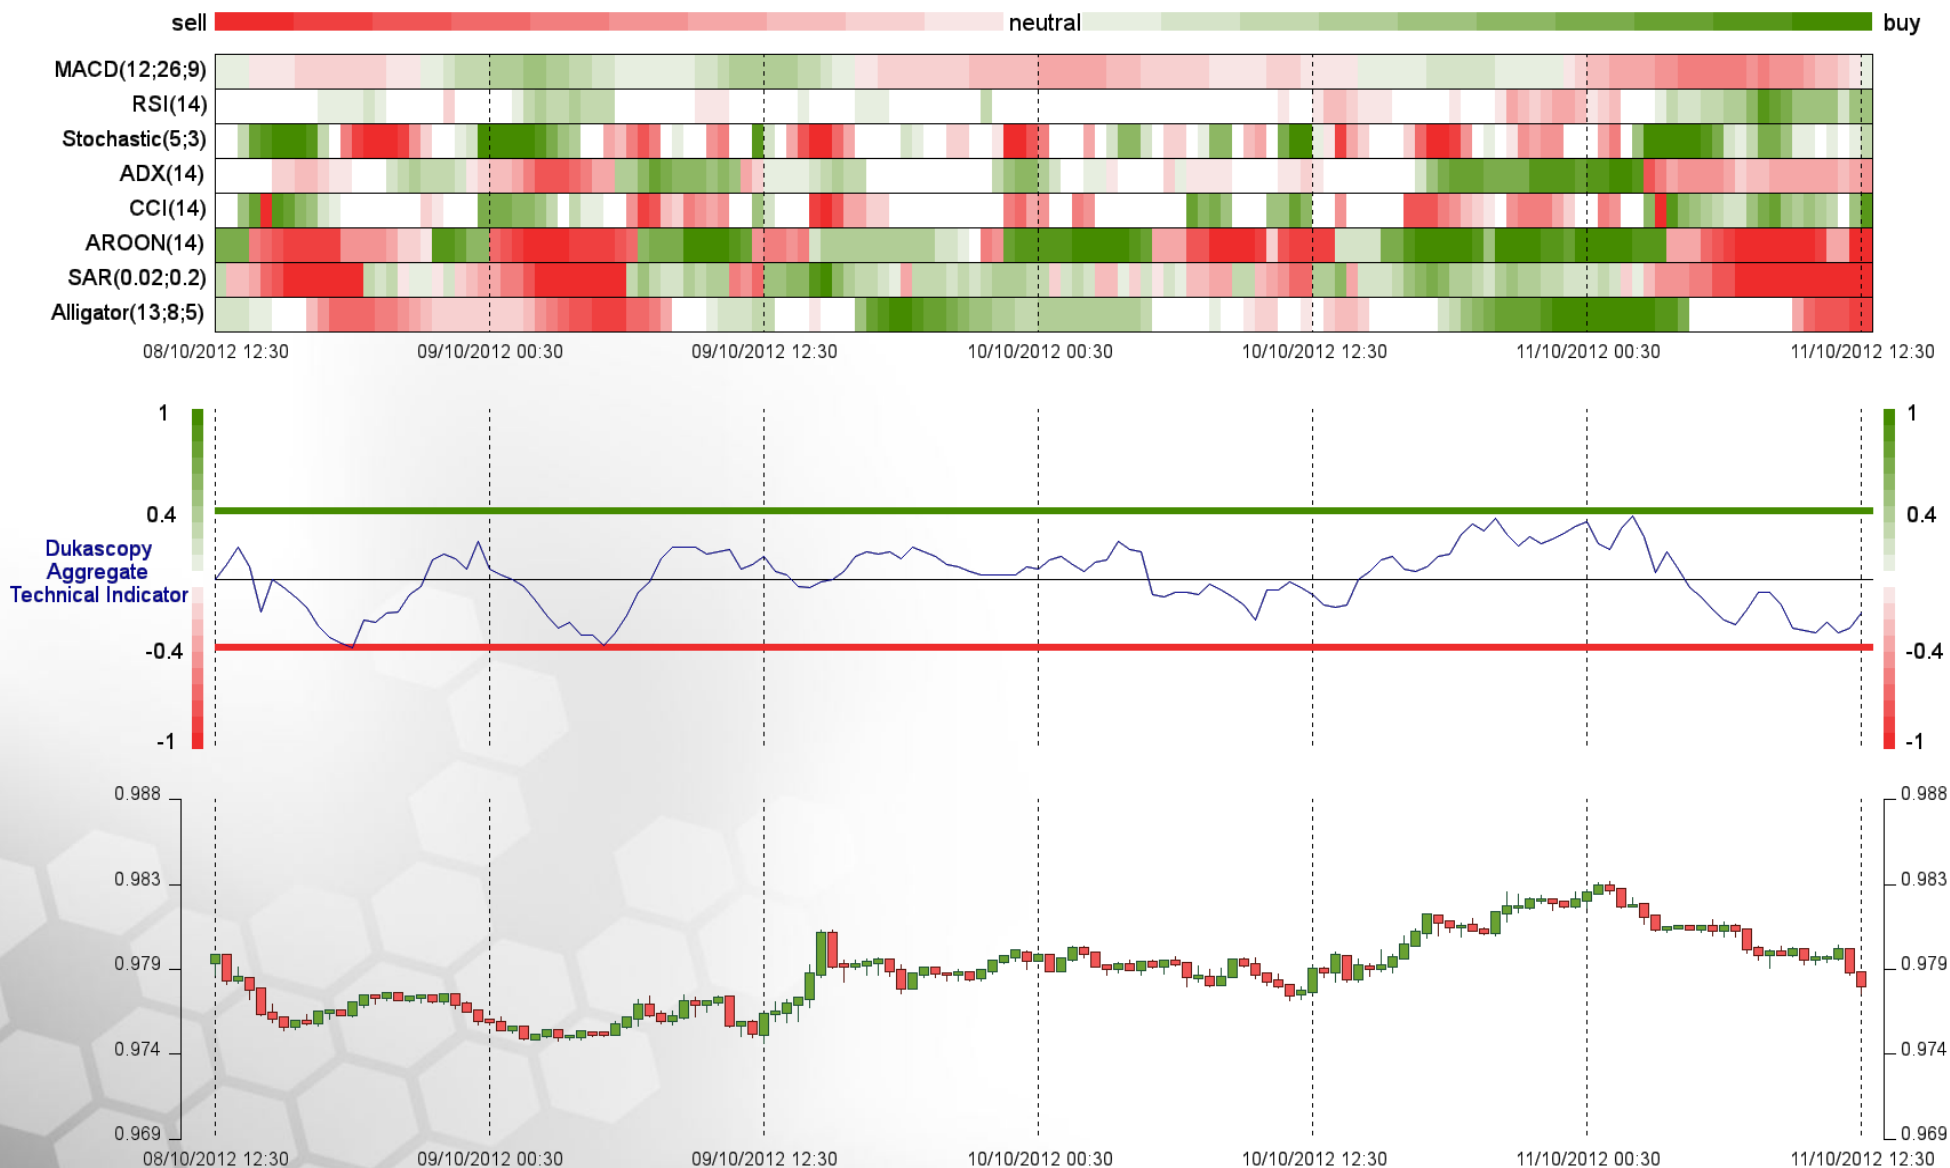 sell neutral buy
MACD(12;26;9)
RSI(14)
Stochastic(5;3)
ADX(14)
CCI(14)
AROON(14)
SAR(0.02;0.2)
Alligator(13;8;5)
08/10/2012 12:30 09/10/2012 00:30 09/10/2012 12:30 10/10/2012 00:30 10/10/2012 12:30 11/10/2012 00:30 11/10/2012 12:30
1 1
0.4 0.4
Dukascopy
Aggregate
Technical Indicator
-0.4 -0.4
-1 -1
0.988 0.988
0.983 0.983
0.979 0.979
0.974 0.974
0.969 0.969
08/10/2012 12:30 09/10/2012 00:30 09/10/2012 12:30 10/10/2012 00:30 10/10/2012 12:30 11/10/2012 00:30 11/10/2012 12:30